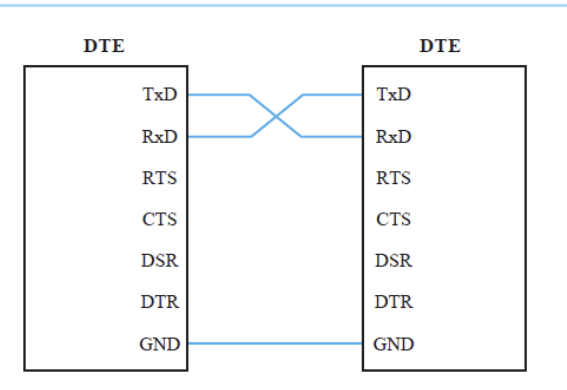 DTE DTE
TxD TxD
RxD RxD
RTS RTS
CTS CTS
DSR DSR
DTR DTR
GND GND